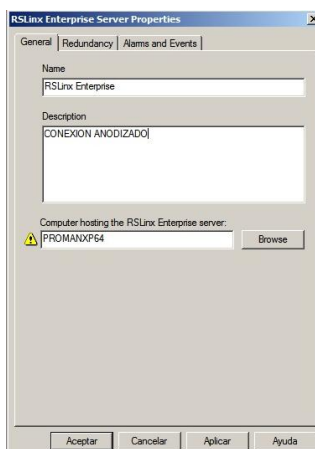 RSLinx Enterprise Server Properties
General Redundancy Alarms and Events
Name
RSLinx Enterprise
Description
CONEXION ANODIZADO
Computer hosting the RSLinx Enterprise server:
PROMANXP64 Browse
Aceptar Cancelar Aplicar Ayuda